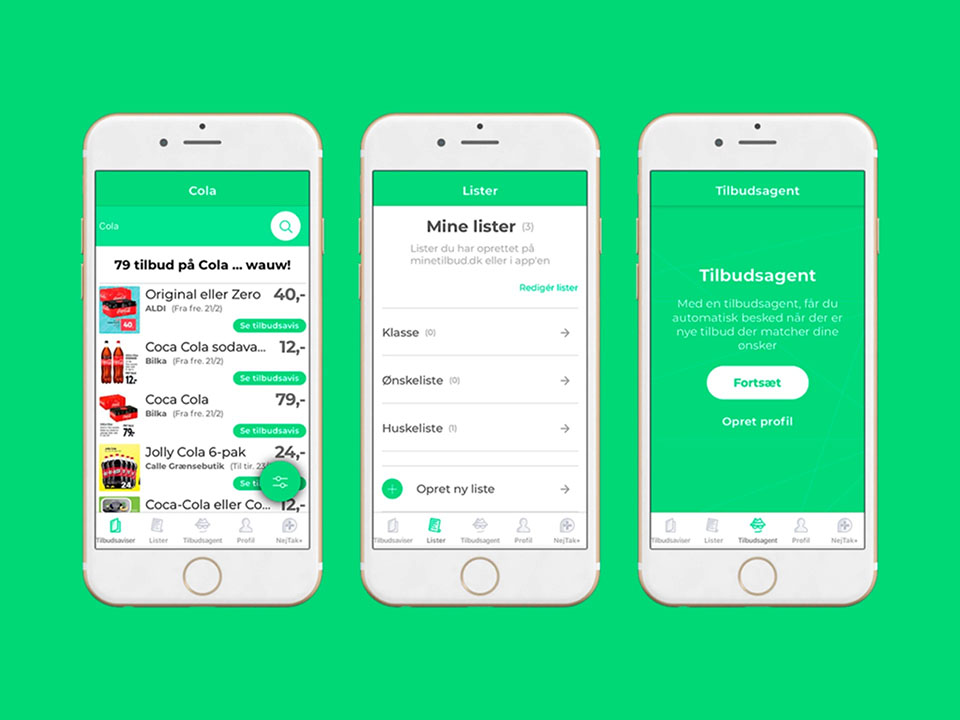 Cola
Cola
79 tilbud på Cola ... wauw!
Original eller Zero 40,-
ALDI (Fra fre. 21/2)
Se tilbudsavis
Coca Cola sodava... 12,-
Bilka (Fra fre. 21/2)
Se tilbudsavis
Coca Cola 79,-
Bilka (Fra fre. 21/2)
Se tilbudsavis
Jolly Cola 6-pak 24,-
Calle Grænsebutik (Til tir. 23/
Se
Coca-Cola eller Co... 12,-
Tilbudsaviser Lister Tilbudsagent Profil NejTak+
Lister
Mine lister (3)
Lister du har oprettet på
minetilbud.dk eller i app'en
Redigér lister
Klasse (0)
Ønskeliste (0)
Huskeliste (1)
Opret ny liste
Tilbudsaviser Lister Tilbudsagent Profil NejTak+
Tilbudsagent
Tilbudsagent
Med en tilbudsagent, får du
automatisk besked når der er
nye tilbud der matcher dine
ønsker
Fortsæt
Opret profil
Tilbudsaviser Lister Tilbudsagent Profil NejTak+